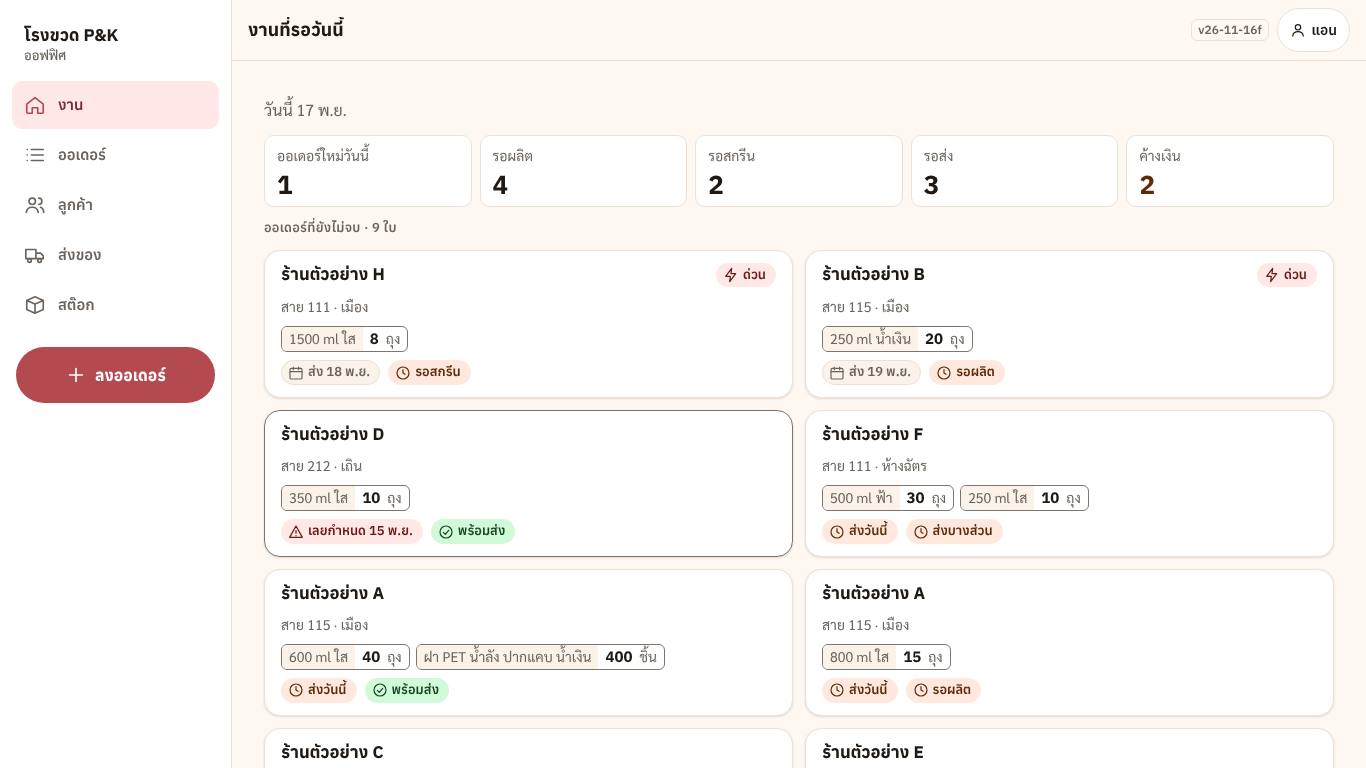 โรงขวด P&K
ออฟฟิศ
งาน
ออเดอร์
ลูกค้า
ส่งของ
สต๊อก
ลงออเดอร์
งานที่รอวันนี้
v26-11-16f
แอน
วันนี้ 17 พ.ย.
ออเดอร์ใหม่วันนี้ รอผลิต รอสกรีน รอส่ง ค้างเงิน
1 4 2 3 2
ออเดอร์ที่ยังไม่จบ · 9 ใบ
ร้านตัวอย่าง H ด่วน
สาย 111 · เมือง
1500 ml ใส 8 ถุง
ส่ง 18 พ.ย. รอสกรีน
ร้านตัวอย่าง B ด่วน
สาย 115 · เมือง
250 ml น้ำเงิน 20 ถุง
ส่ง 19 พ.ย. รอผลิต
ร้านตัวอย่าง D
สาย 212 · เถิน
350 ml ใส 10 ถุง
เลยกำหนด 15 พ.ย. พร้อมส่ง
ร้านตัวอย่าง F
สาย 111 · ห้างฉัตร
500 ml ฟ้า 30 ถุง 250 ml ใส 10 ถุง
ส่งวันนี้ ส่งบางส่วน
ร้านตัวอย่าง A
สาย 115 · เมือง
600 ml ใส 40 ถุง ฝา PET น้ำลัง ปากแคบ น้ำเงิน 400 ชิ้น
ส่งวันนี้ พร้อมส่ง
ร้านตัวอย่าง A
สาย 115 · เมือง
800 ml ใส 15 ถุง
ส่งวันนี้ รอผลิต
ร้านตัวอย่าง C
ร้านตัวอย่าง E